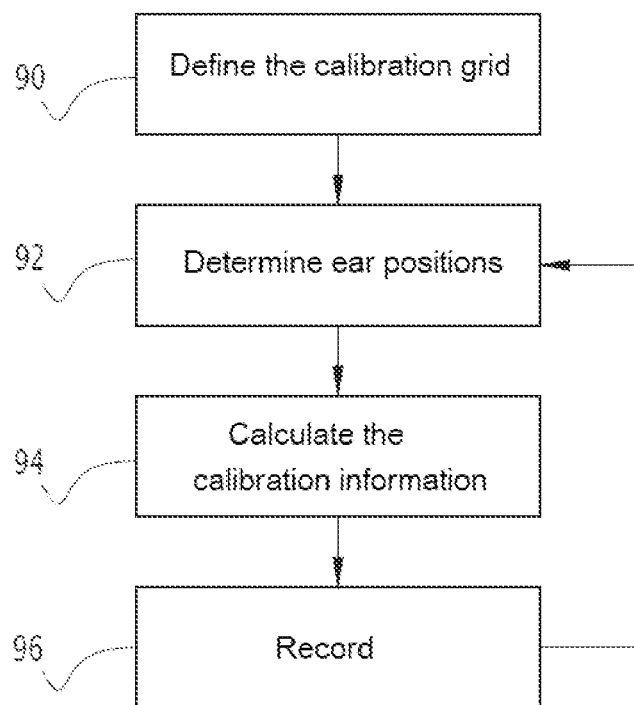 90
Define the calibration grid
92
Determine ear positions
94
Calculate the
calibration information
96
Record